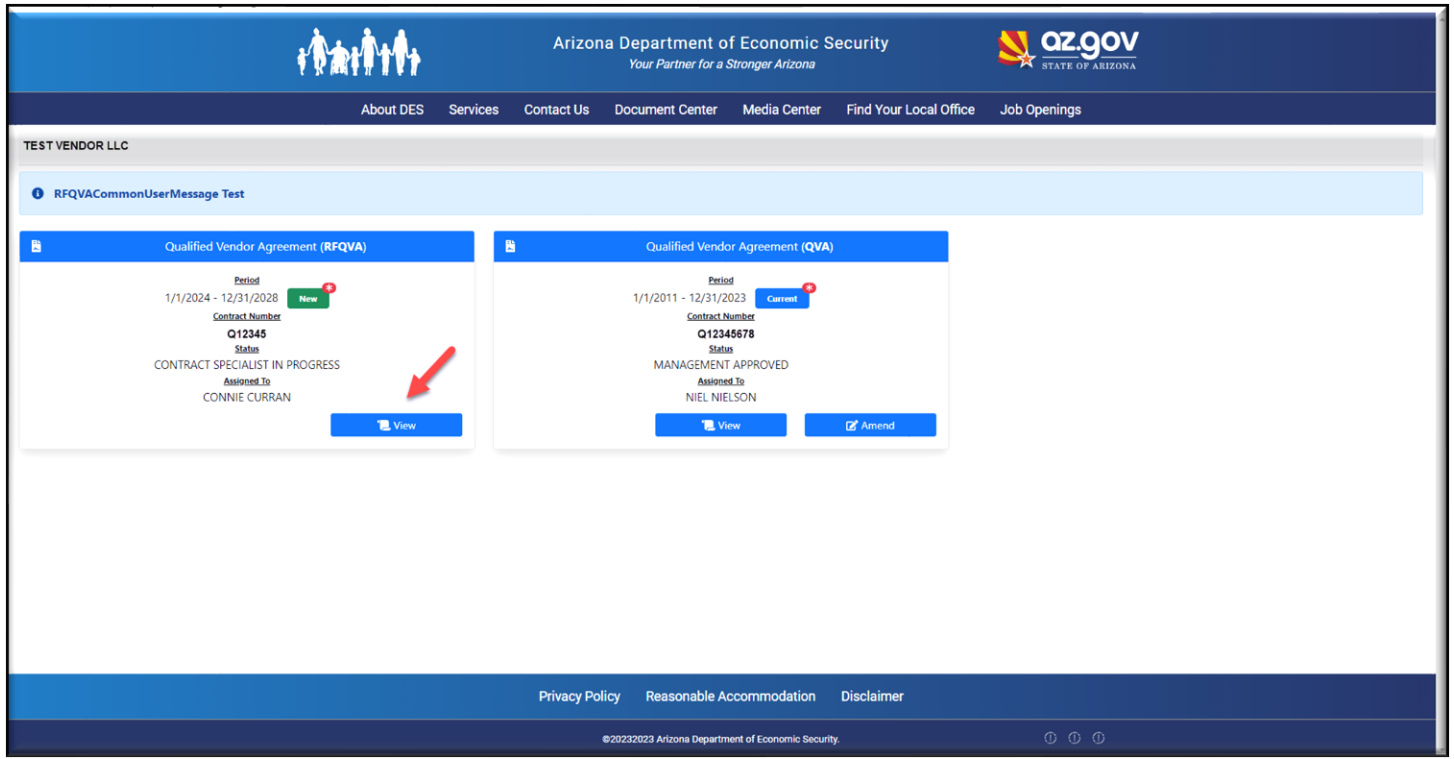 Arizona Department of Economic Security
Your Partner for a Stronger Arizona
az.gov
STATE OF ARIZONA
About DES Services Contact Us Document Center Media Center Find Your Local Office Job Openings
TEST VENDOR LLC
RFQVACommonUserMessage Test
Qualified Vendor Agreement (RFQVA)
Period
1/1/2024 - 12/31/2028 New *
Contract Number
Q12345
Status
CONTRACT SPECIALIST IN PROGRESS
Assigned To
CONNIE CURRAN
View
Qualified Vendor Agreement (QVA)
Period
1/1/2011 - 12/31/2023 Current *
Contract Number
Q12345678
Status
MANAGEMENT APPROVED
Assigned To
NIEL NIELSON
View Amend
Privacy Policy Reasonable Accommodation Disclaimer
©20232023 Arizona Department of Economic Security.